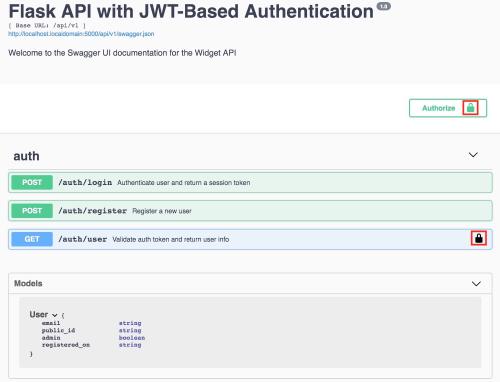 Flask API with JWT-Based Authentication 1.0
[ Base URL: /api/v1 ]
http://localhost.localdomain:5000/api/v1/swagger.json
Welcome to the Swagger UI documentation for the Widget API
Authorize
auth
POST /auth/login Authenticate user and return a session token
POST /auth/register Register a new user
GET /auth/user Validate auth token and return user info
Models
User {
email string
public_id string
admin boolean
registered_on string
}